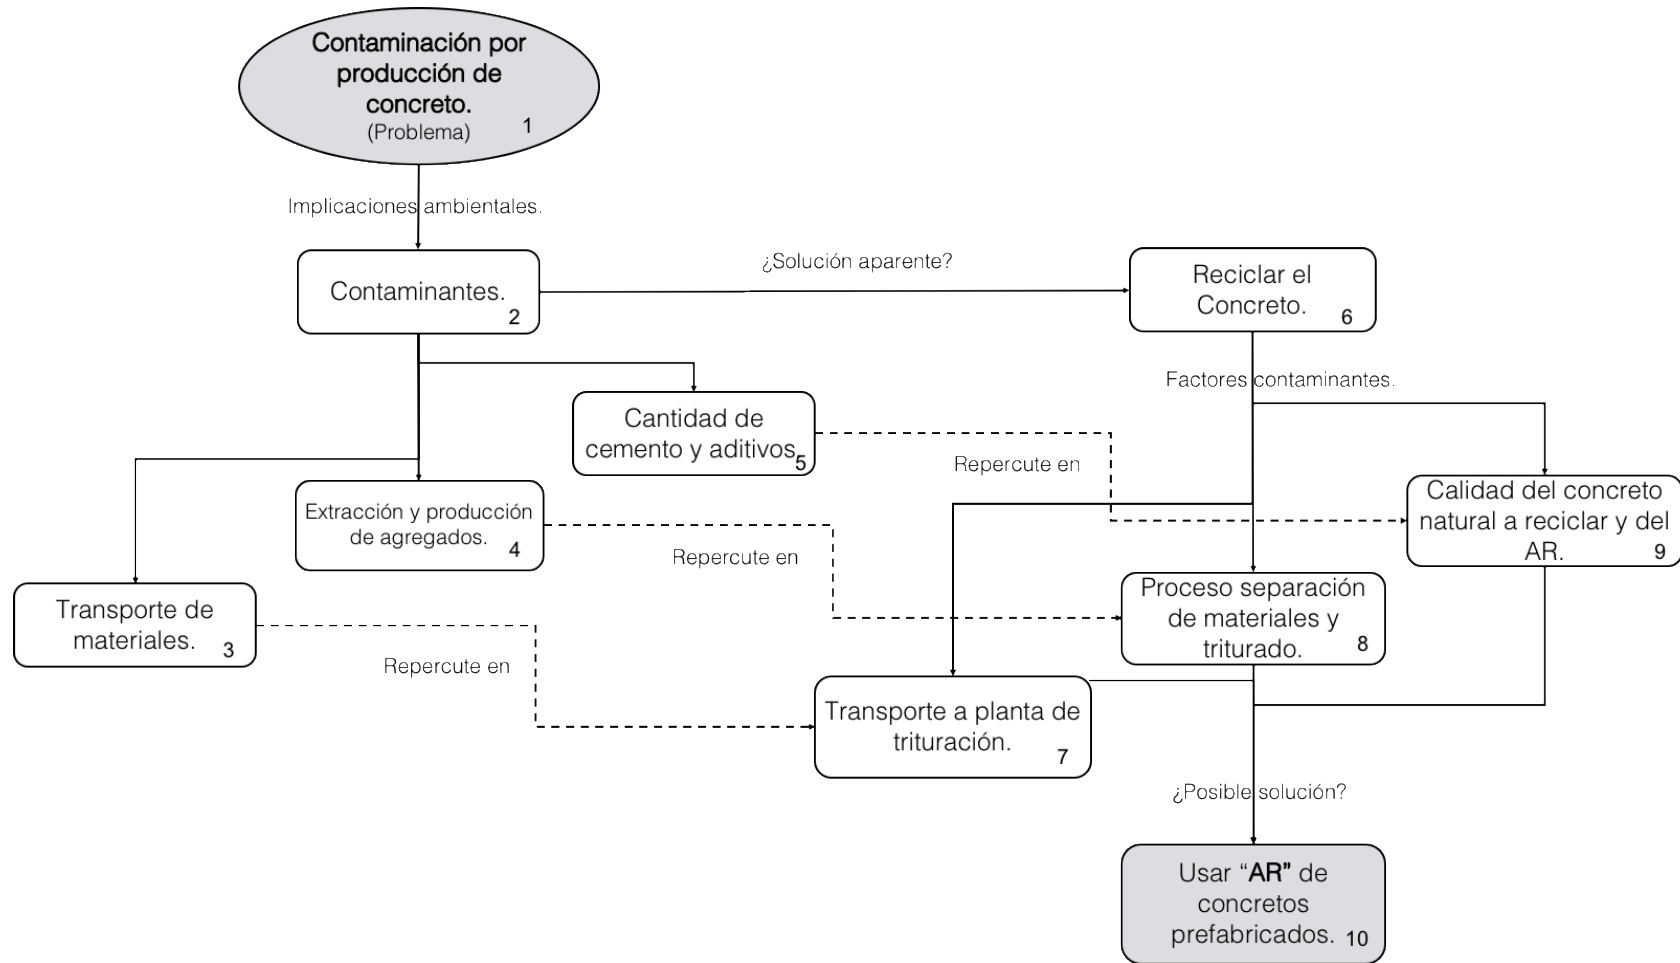 Contaminación por
producción de
concreto.
(Problema)
1
Implicaciones ambientales.
Contaminantes.
2
¿Solución aparente?
Reciclar el
Concreto.
6
Factores contaminantes.
Cantidad de
cemento y aditivos.
5
Repercute en
Extracción y producción
de agregados.
4
Repercute en
Calidad del concreto
natural a reciclar y del
AR.
9
Transporte de
materiales.
3
Repercute en
Proceso separación
de materiales y
triturado.
8
Transporte a planta de
trituración.
7
¿Posible solución?
Usar “AR” de
concretos
prefabricados.
10